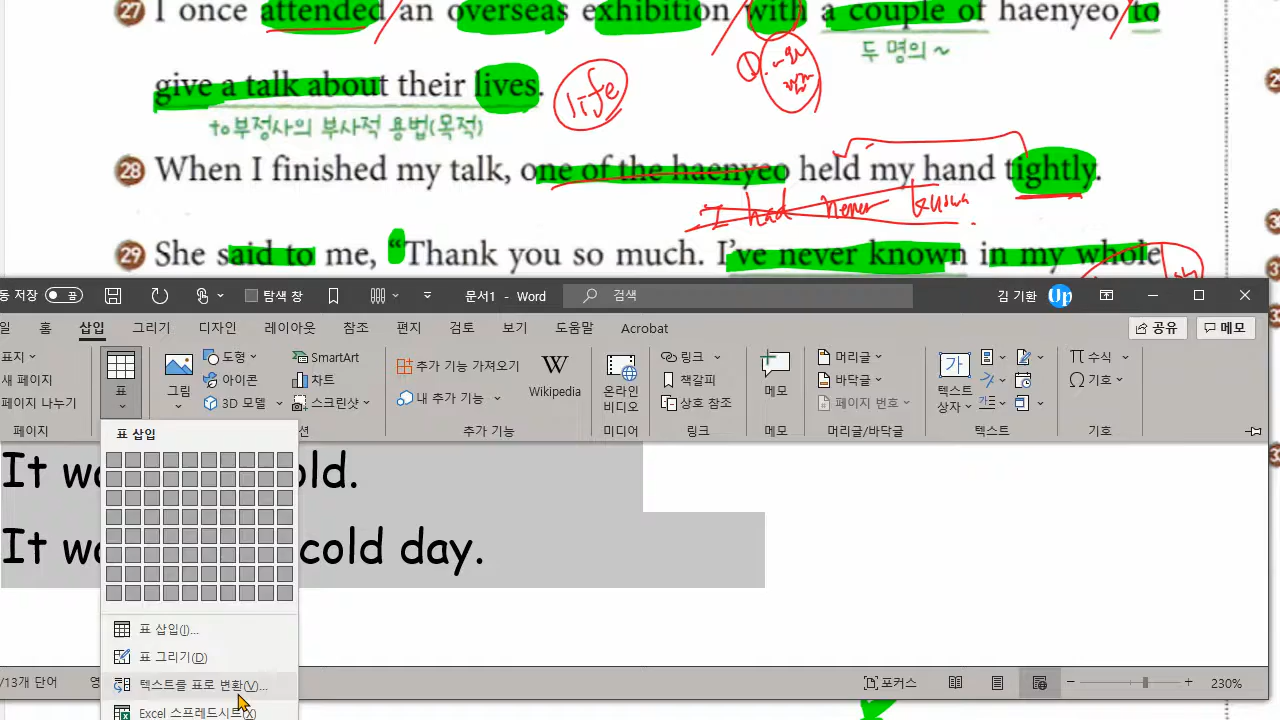 27 I once attended an overseas exhibition with a couple of haenyeo to
두 명의 ~
give a talk about their lives.
life
to부정사의 부사적 용법(목적)
28 When I finished my talk, one of the haenyeo held my hand tightly.
I had never known
29 She said to me, “Thank you so much. I’ve never known in my whole
동 저장 끔 탐색 창 문서1 - Word 검색 김 기환 Up
일 홈 삽입 그리기 디자인 레이아웃 참조 편지 검토 보기 도움말 Acrobat 공유 메모
표지
새 페이지
페이지 나누기
페이지
표
그림
도형
아이콘
3D 모델
SmartArt
차트
스크린샷
션
추가 기능 가져오기
내 추가 기능
Wikipedia
추가 기능
온라인
비디오
미디어
링크
책갈피
상호 참조
링크
메모
메모
머리글
바닥글
페이지 번호
머리글/바닥글
가
텍스트
상자
텍스트
π 수식
Ω 기호
기호
표 삽입
It wa old.
It wa cold day.
표 삽입(I)...
표 그리기(D)
텍스트를 표로 변환(V)...
Excel 스프레드시트(X)
/13개 단어 영
포커스
230%